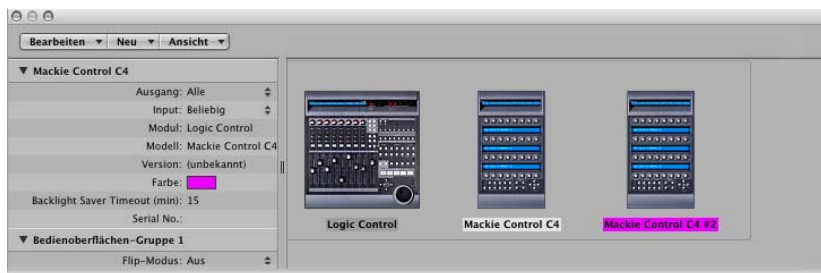 Bearbeiten Neu Ansicht
Mackie Control C4
Ausgang: Alle
Input: Beliebig
Modul: Logic Control
Modell: Mackie Control C4
Version: (unbekannt)
Farbe:
Backlight Saver Timeout (min): 15
Serial No.:
Bedienoberflächen-Gruppe 1
Flip-Modus: Aus
Logic Control
Mackie Control C4
Mackie Control C4 #2